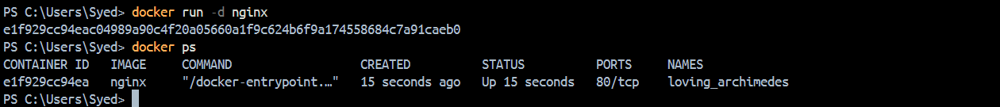 PS C:\Users\Syed> docker run -d nginx
e1f929cc94eac04989a90c4f20a05660a1f9c624b6f9a174558684c7a91caeb0
PS C:\Users\Syed> docker ps
CONTAINER ID   IMAGE     COMMAND                  CREATED          STATUS          PORTS     NAMES
e1f929cc94ea   nginx     "/docker-entrypoint.…"   15 seconds ago   Up 15 seconds   80/tcp    loving_archimedes
PS C:\Users\Syed>